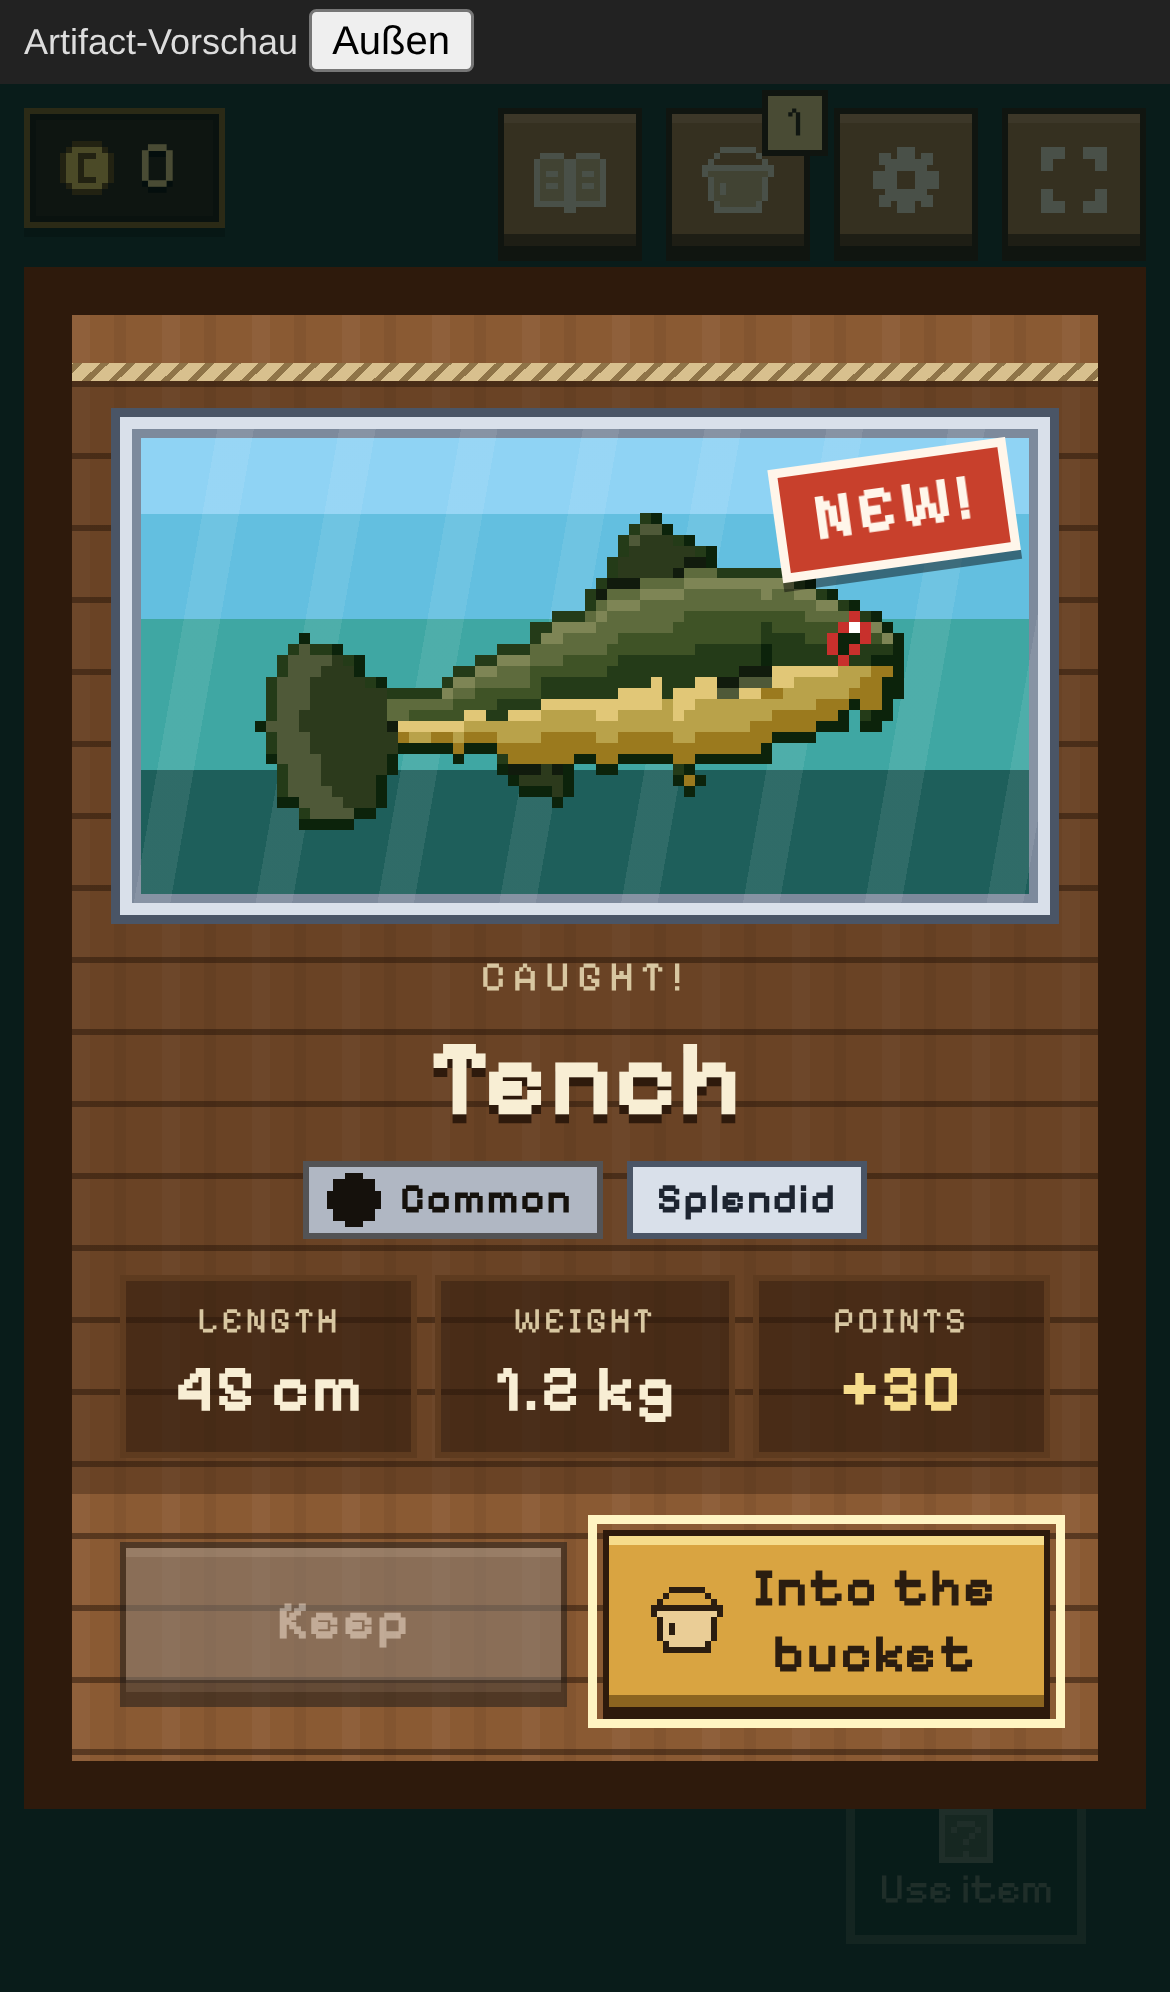 Artifact-Vorschau Außen
C 0
1
NEW!
CAUGHT!
Tench
Common Splendid
LENGTH WEIGHT POINTS
48 cm 1.2 kg +30
Keep
Into the
bucket
?
Use item